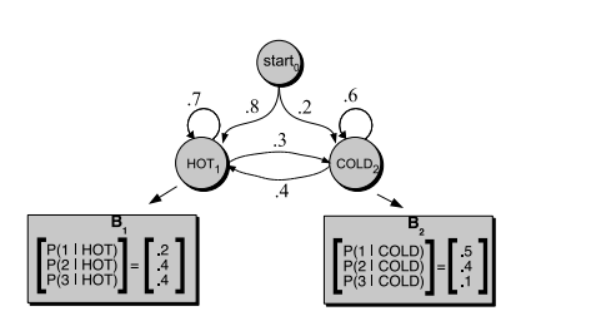 start0
.7
.8
.2
.6
HOT1
.3
COLD2
.4
B1
P(1 | HOT)
P(2 | HOT)
P(3 | HOT)
=
.2
.4
.4
B2
P(1 | COLD)
P(2 | COLD)
P(3 | COLD)
=
.5
.4
.1